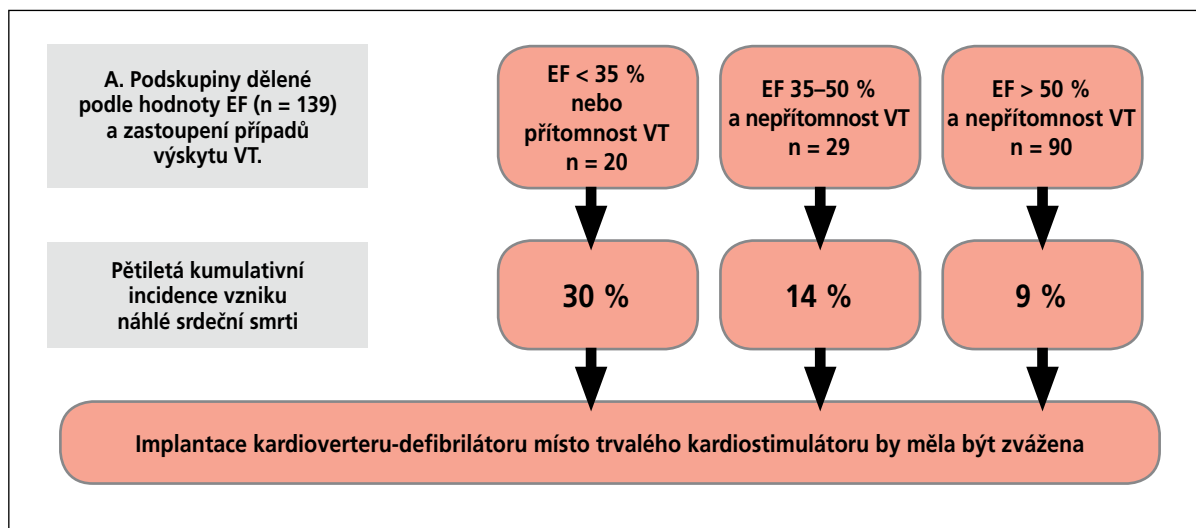 A. Podskupiny dělené
podle hodnoty EF (n = 139)
a zastoupení případů
výskytu VT.
EF < 35 %
nebo
přítomnost VT
n = 20
EF 35–50 %
a nepřítomnost VT
n = 29
EF > 50 %
a nepřítomnost VT
n = 90
Pětiletá kumulativní
incidence vzniku
náhlé srdeční smrti
30 %
14 %
9 %
Implantace kardioverteru-defibrilátoru místo trvalého kardiostimulátoru by měla být zvážena